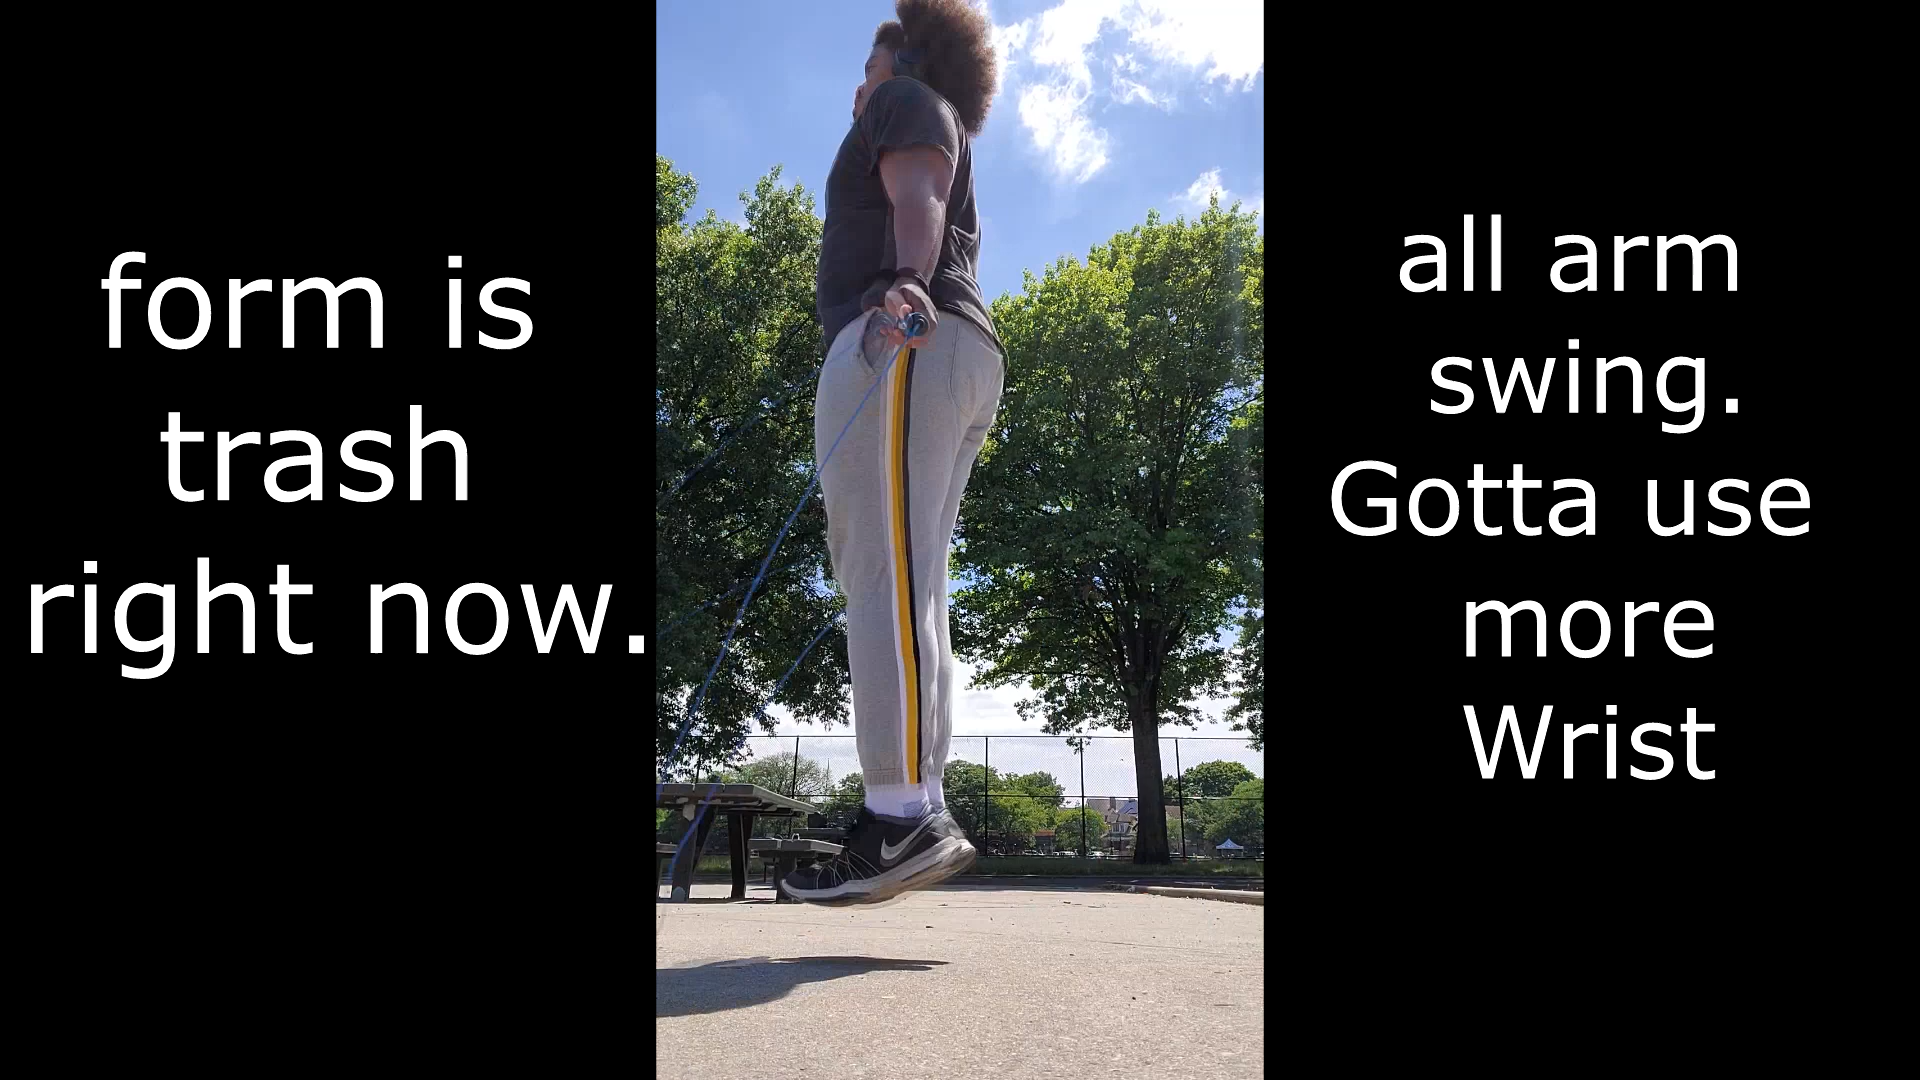 form is
trash
right now.
all arm
swing.
Gotta use
more
Wrist